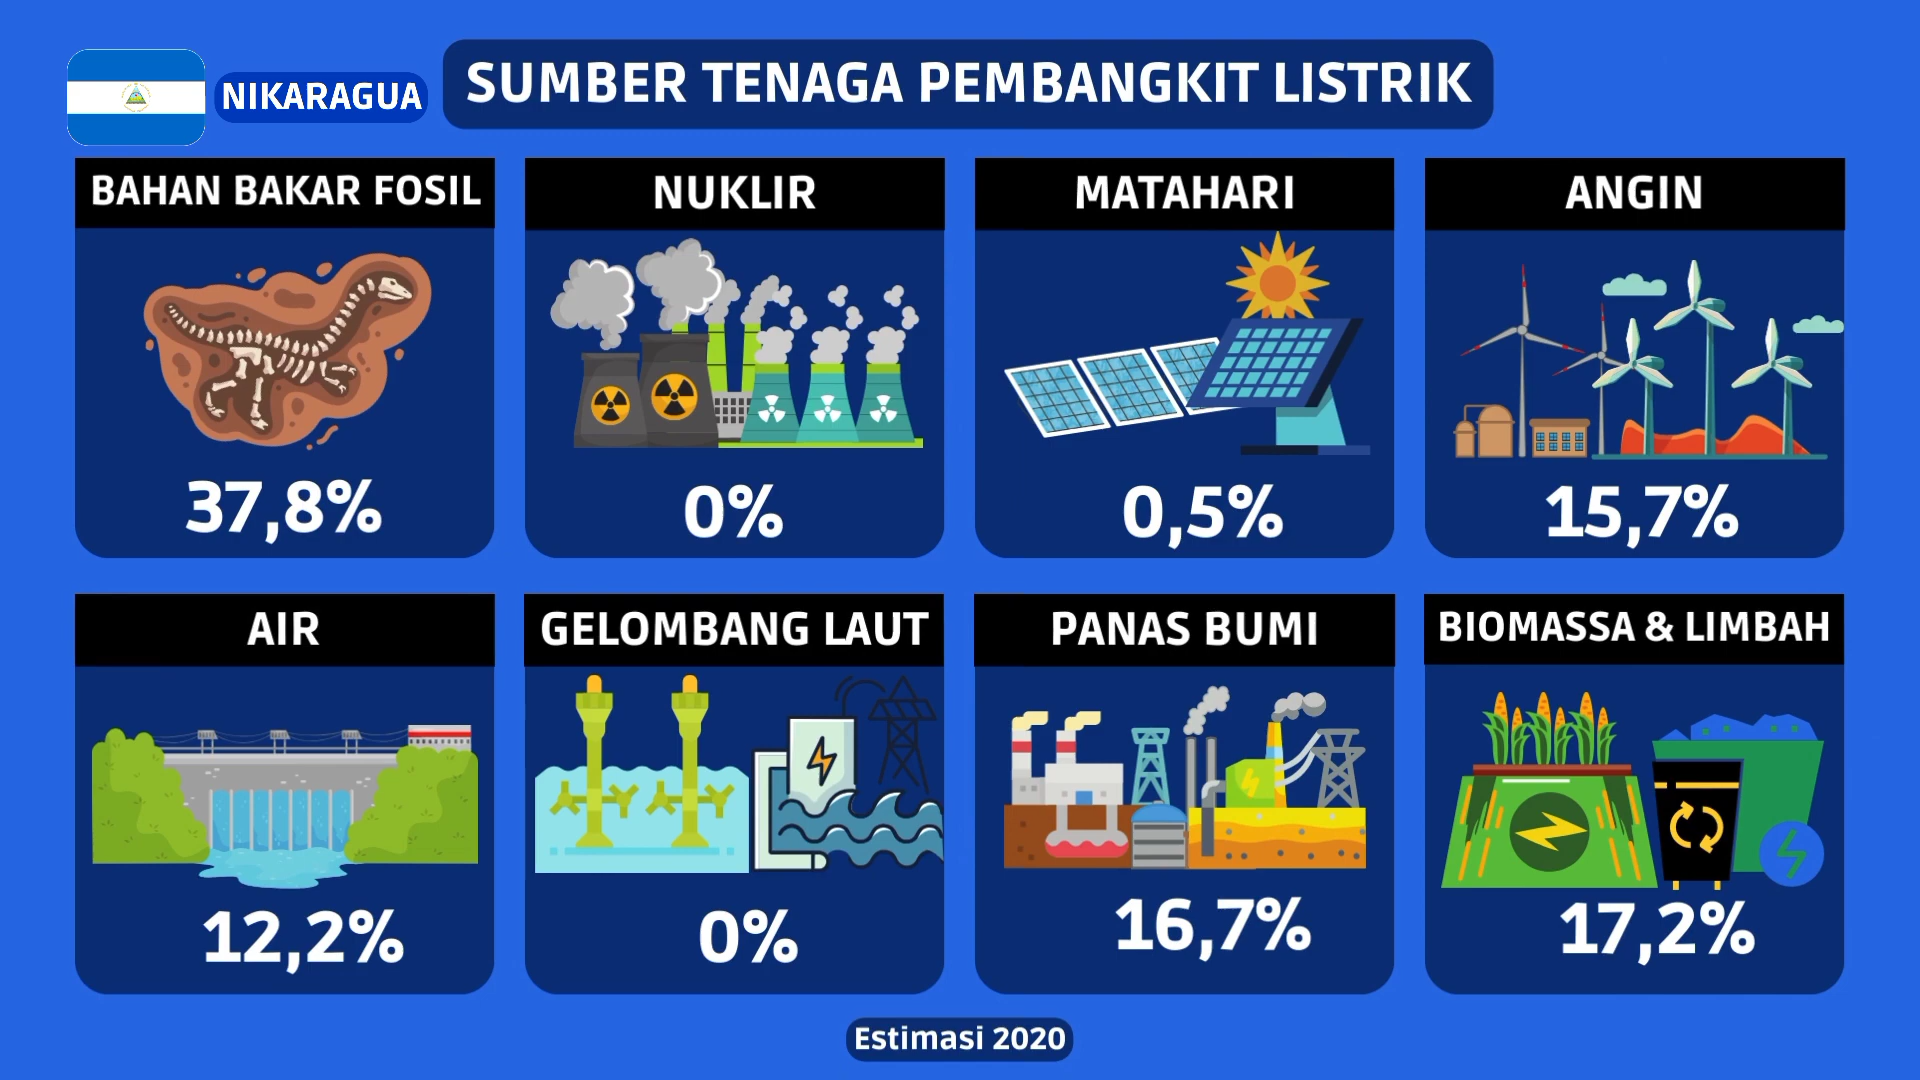 NIKARAGUA
SUMBER TENAGA PEMBANGKIT LISTRIK
BAHAN BAKAR FOSIL
37,8%
NUKLIR
0%
MATAHARI
0,5%
ANGIN
15,7%
AIR
12,2%
GELOMBANG LAUT
0%
PANAS BUMI
16,7%
BIOMASSA & LIMBAH
17,2%
Estimasi 2020